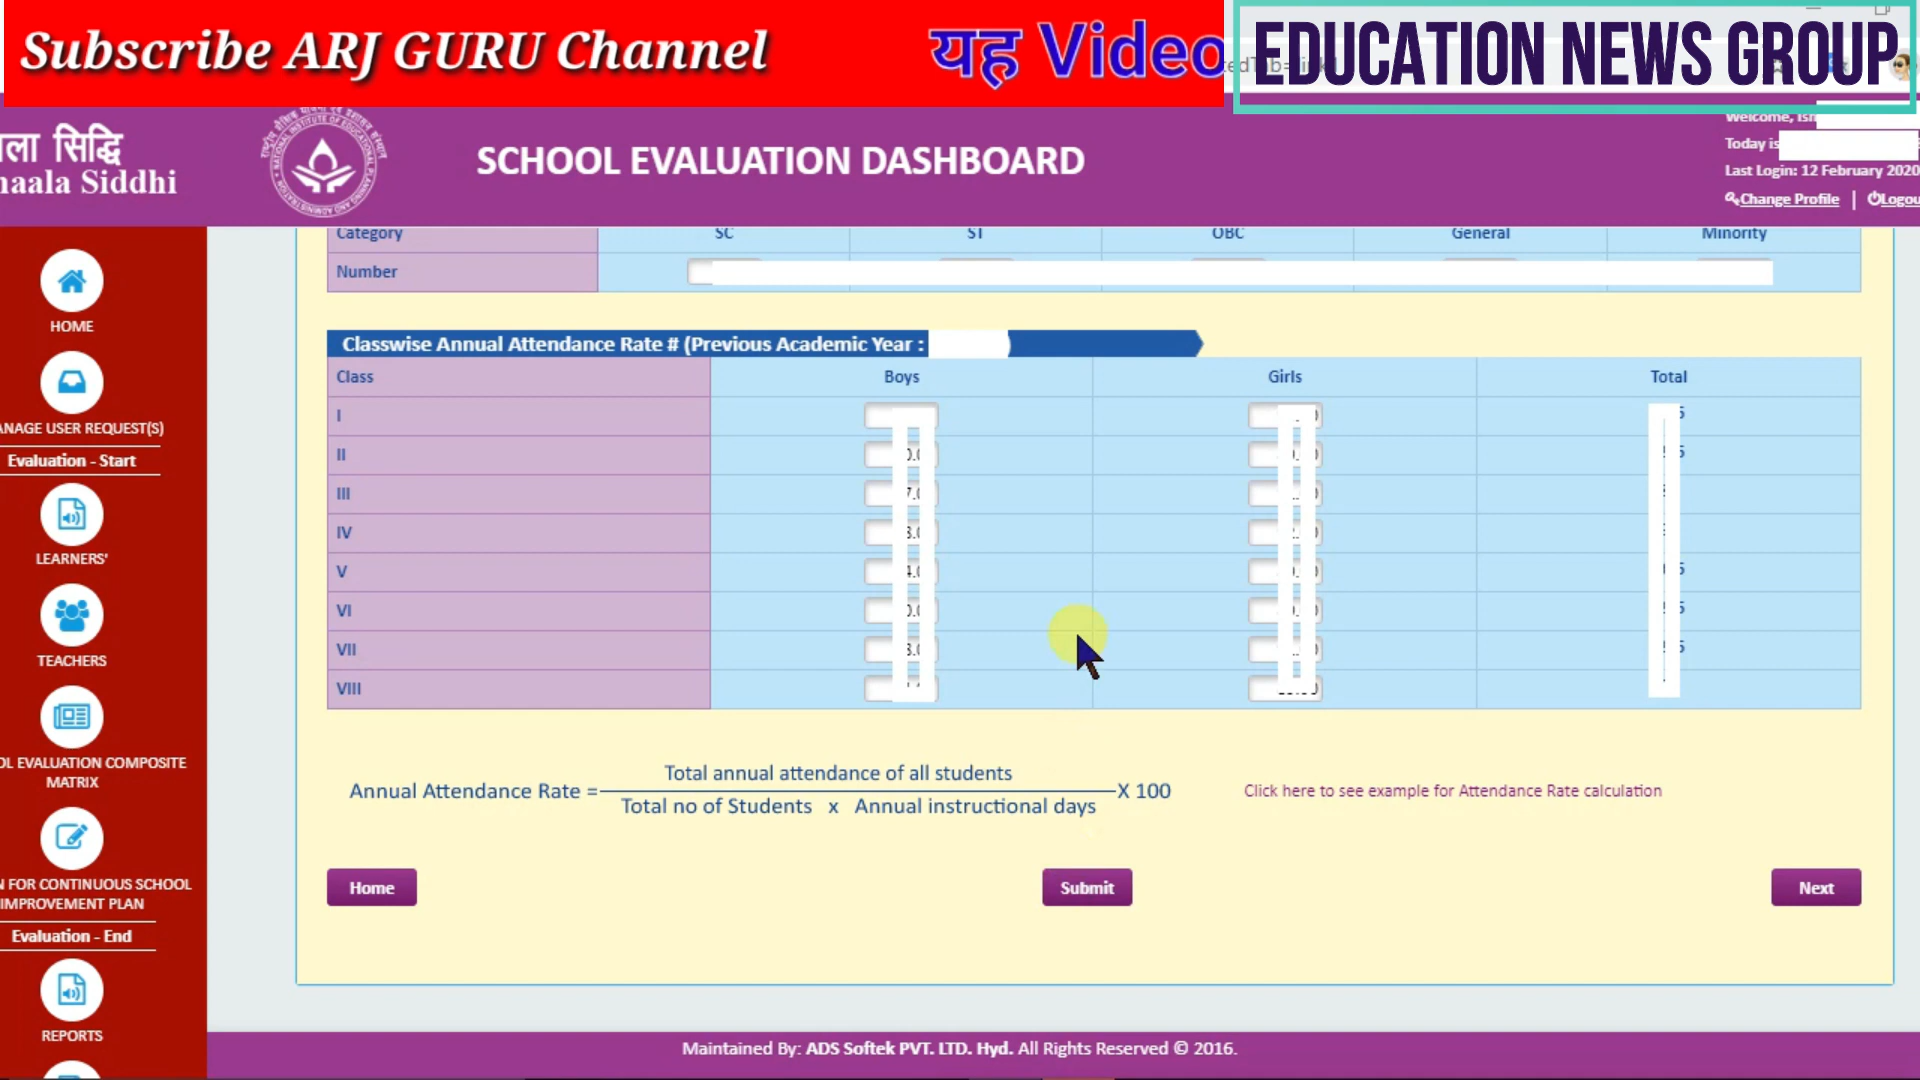 Subscribe ARJ GURU Channel
यह Video
EDUCATION NEWS GROUP
ला सिद्धि
haala Siddhi
SCHOOL EVALUATION DASHBOARD
Welcome,
Today is
Last Login: 12 February 2020
Change Profile | Logou
Category SC ST OBC General Minority
Number
Classwise Annual Attendance Rate # (Previous Academic Year : )
Class Boys Girls Total
I
II
III
IV
V
VI
VII
VIII
Annual Attendance Rate = Total annual attendance of all students
Total no of Students x Annual instructional days
X 100
Click here to see example for Attendance Rate calculation
Home Submit Next
HOME
ANAGE USER REQUEST(S)
Evaluation - Start
LEARNERS'
TEACHERS
OL EVALUATION COMPOSITE
MATRIX
N FOR CONTINUOUS SCHOOL
IMPROVEMENT PLAN
Evaluation - End
REPORTS
Maintained By: ADS Softek PVT. LTD. Hyd. All Rights Reserved © 2016.